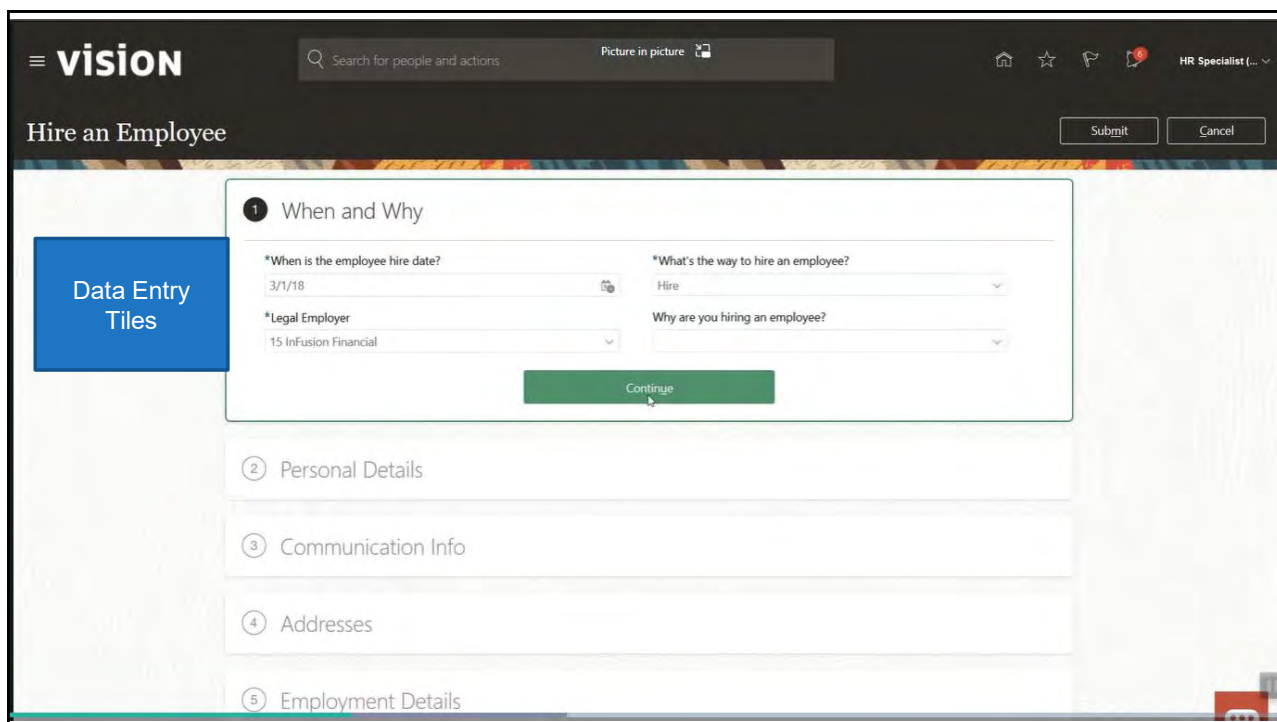 vision
Search for people and actions
Picture in picture
6
HR Specialist (...
Hire an Employee
Submit
Cancel
1 When and Why
Data Entry
Tiles
*When is the employee hire date?
3/1/18
*What's the way to hire an employee?
Hire
*Legal Employer
15 InFusion Financial
Why are you hiring an employee?
Continue
2 Personal Details
3 Communication Info
4 Addresses
5 Employment Details